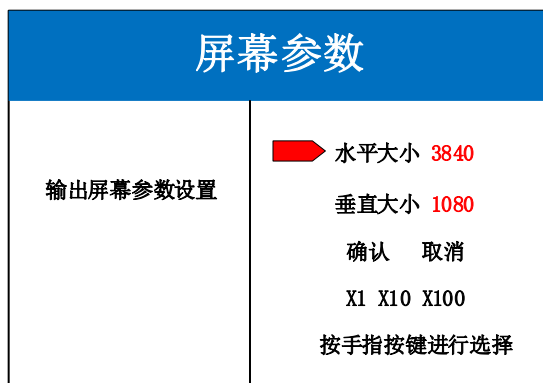 屏幕参数
输出屏幕参数设置
水平大小 3840
垂直大小 1080
确认 取消
X1 X10 X100
按手指按键进行选择